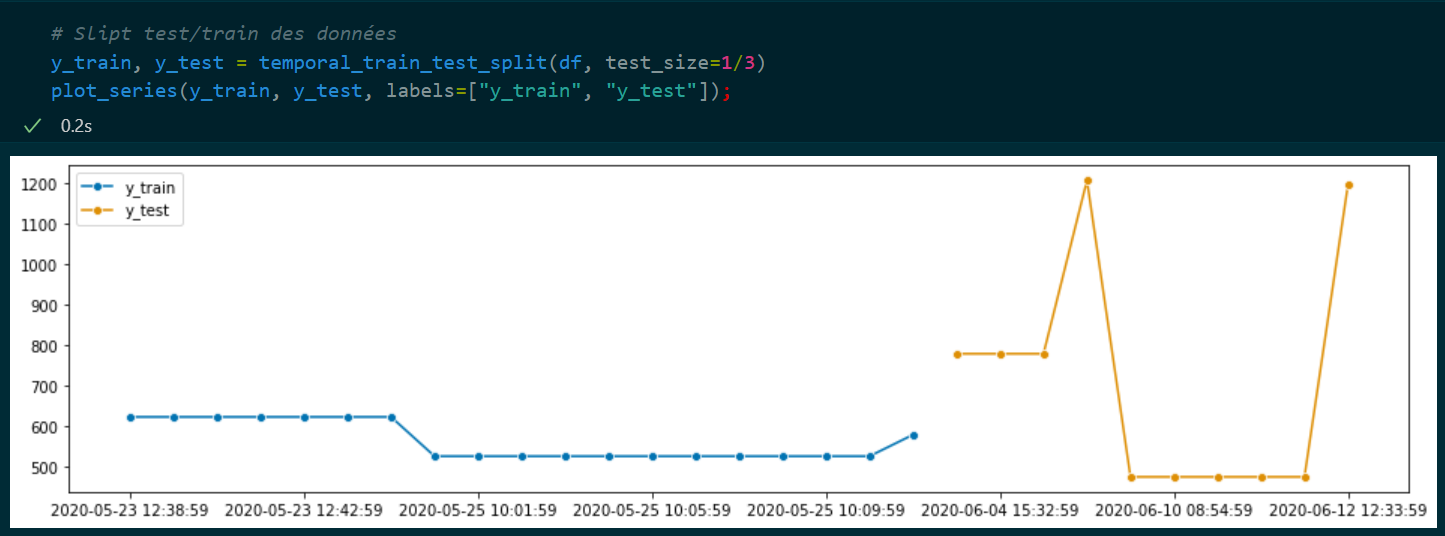 # Slipt test/train des données
y_train, y_test = temporal_train_test_split(df, test_size=1/3)
plot_series(y_train, y_test, labels=["y_train", "y_test"]);
0.2s
y_train
y_test
1200
1100
1000
900
800
700
600
500
2020-05-23 12:38:59 2020-05-23 12:42:59 2020-05-25 10:01:59 2020-05-25 10:05:59 2020-05-25 10:09:59 2020-06-04 15:32:59 2020-06-10 08:54:59 2020-06-12 12:33:59